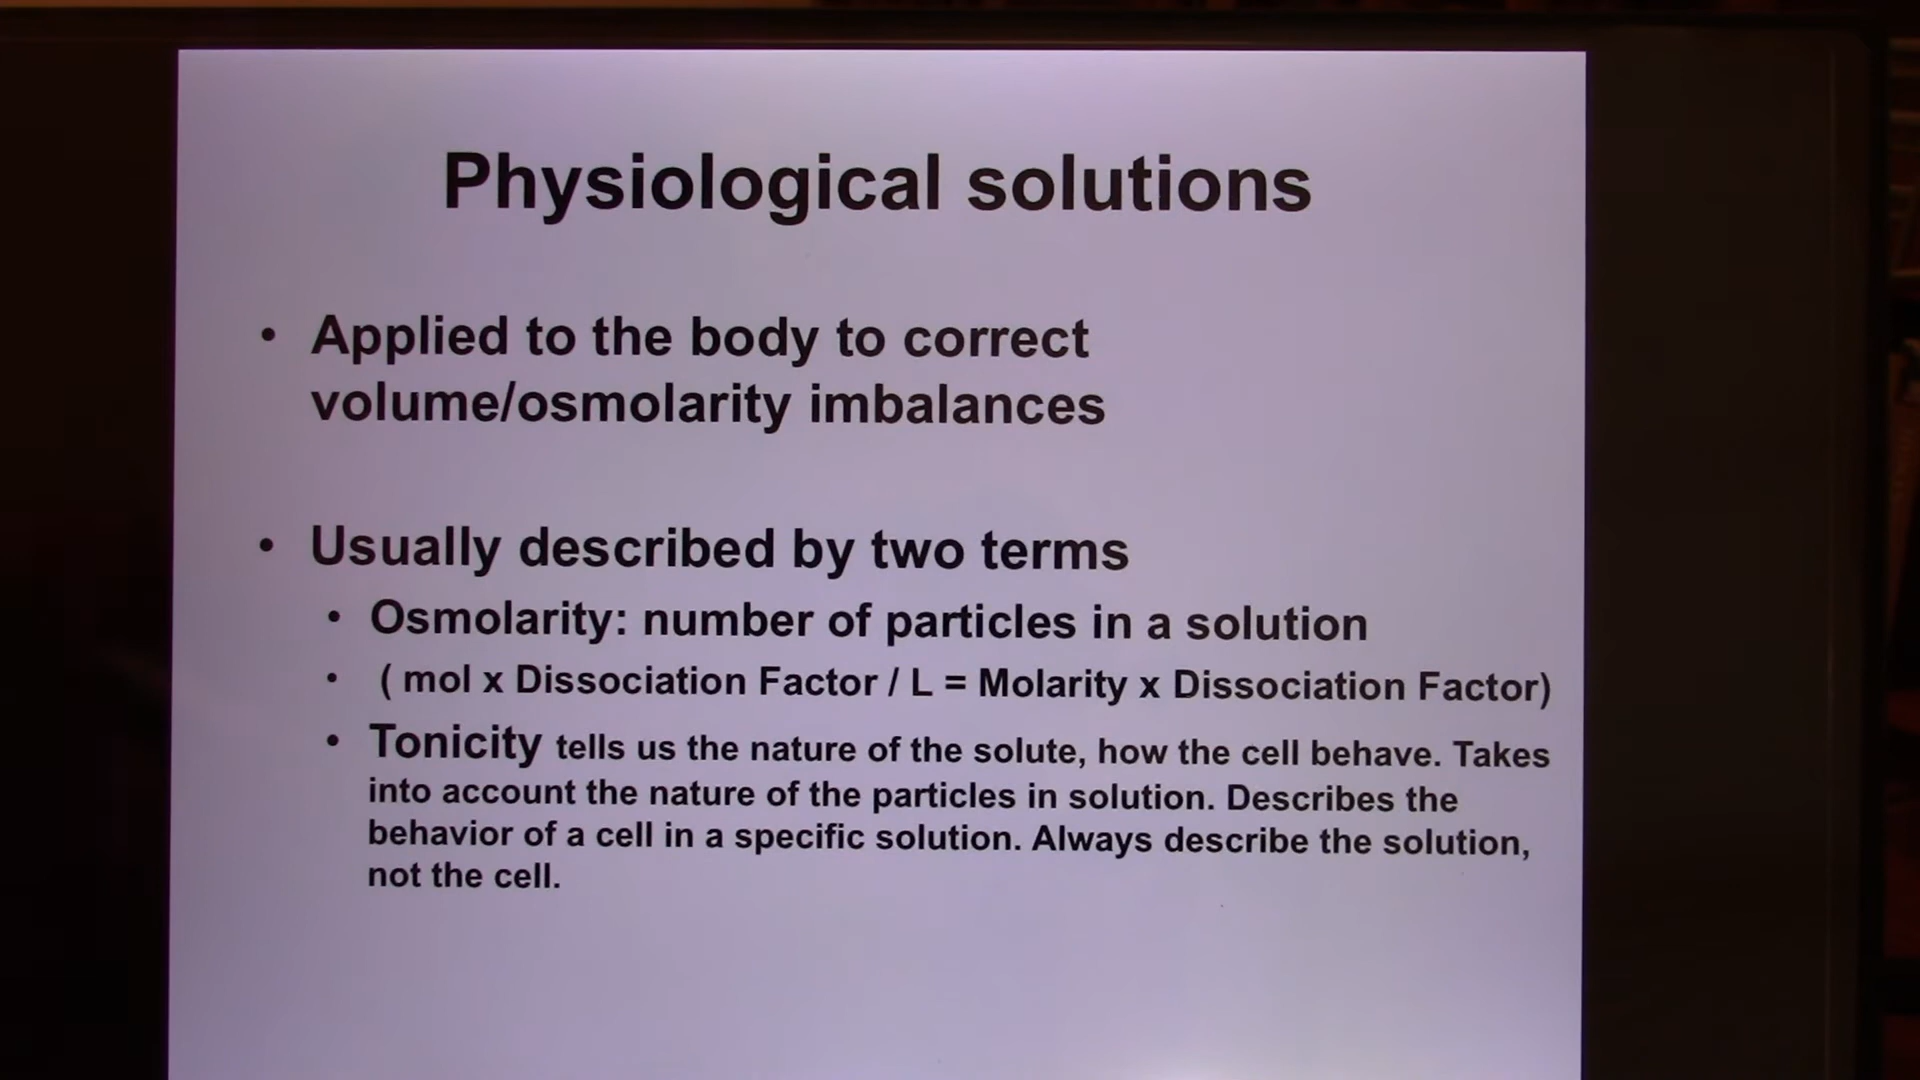 Physiological solutions
• Applied to the body to correct
volume/osmolarity imbalances
• Usually described by two terms
• Osmolarity: number of particles in a solution
• ( mol x Dissociation Factor / L = Molarity x Dissociation Factor)
• Tonicity tells us the nature of the solute, how the cell behave. Takes
into account the nature of the particles in solution. Describes the
behavior of a cell in a specific solution. Always describe the solution,
not the cell.